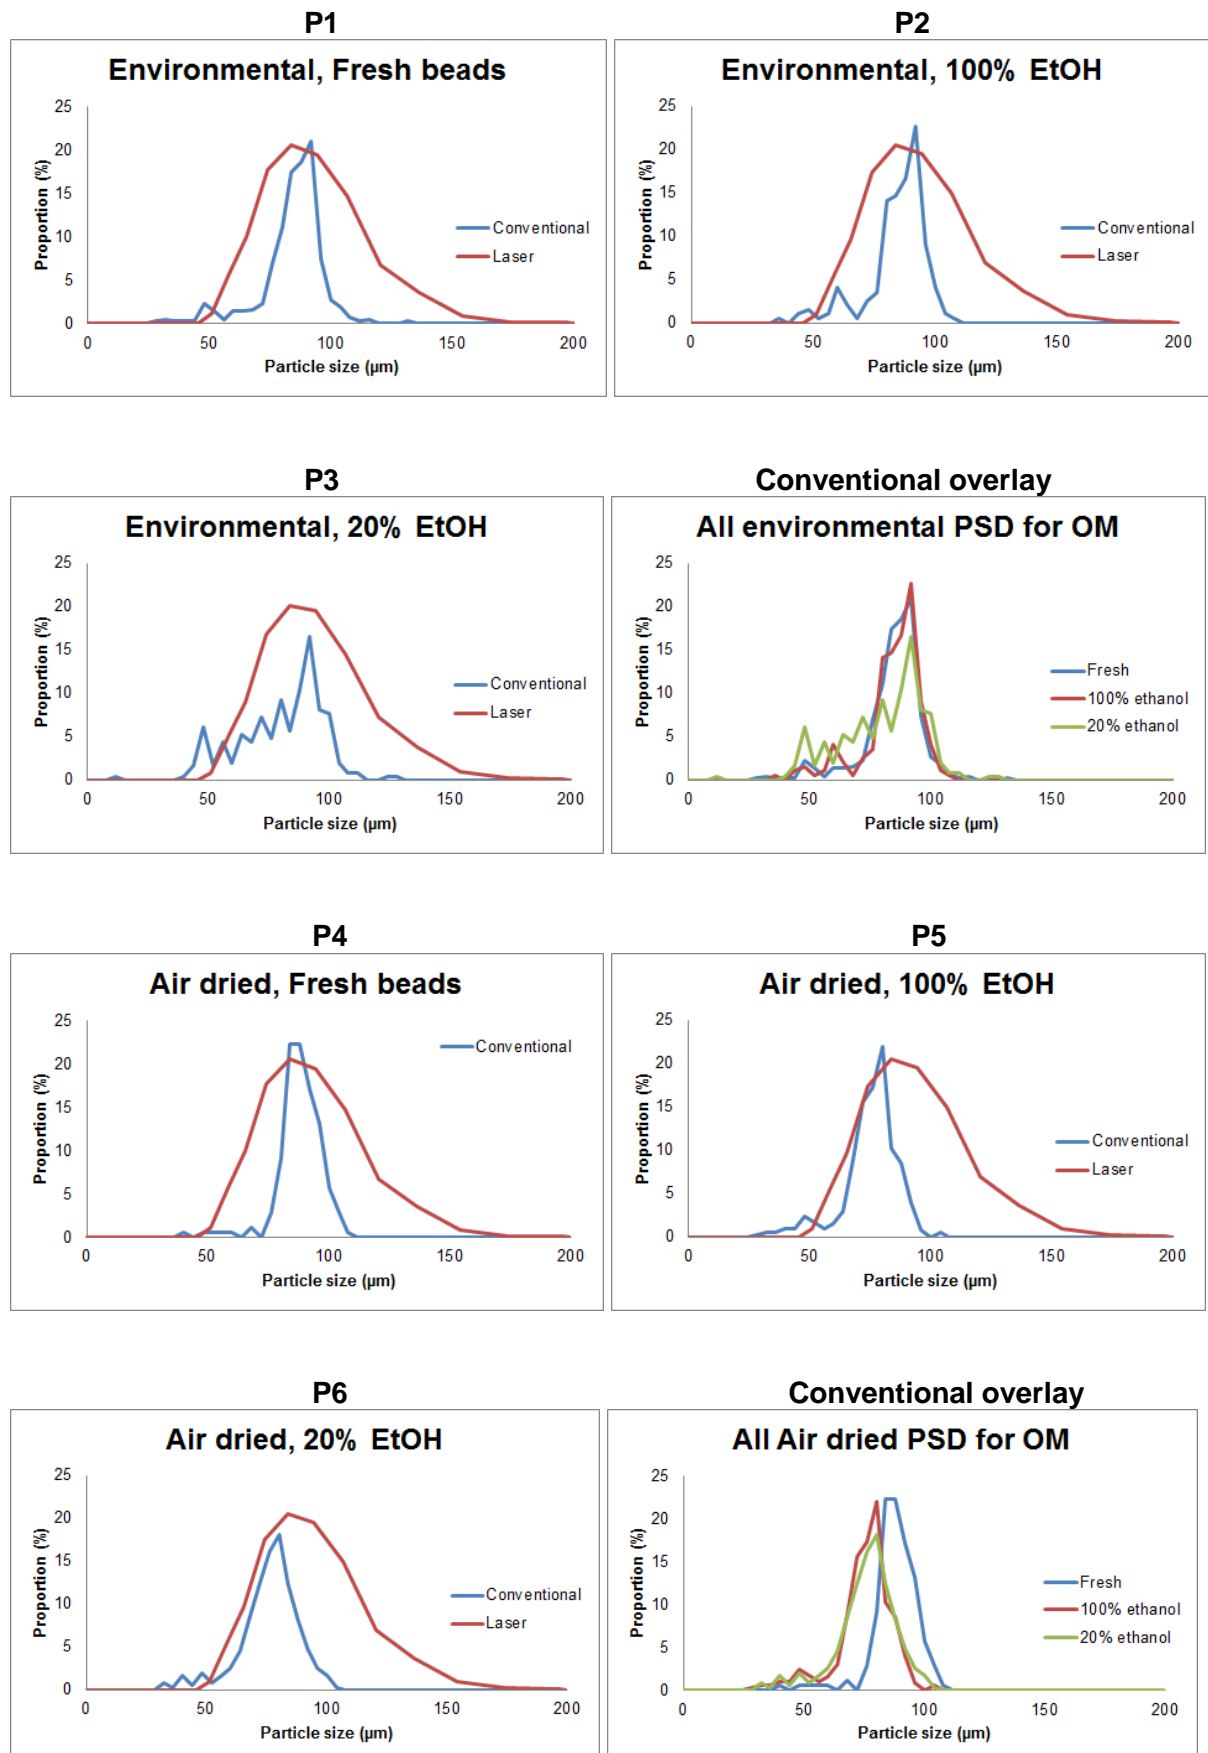 P1
Environmental, Fresh beads
25
20
15
10
5
0
Proportion (%)
Conventional
Laser
0 50 100 150 200
Particle size (µm)
P2
Environmental, 100% EtOH
25
20
15
10
5
0
Proportion (%)
Conventional
Laser
0 50 100 150 200
Particle size (µm)
P3
Environmental, 20% EtOH
25
20
15
10
5
0
Proportion (%)
Conventional
Laser
0 50 100 150 200
Particle size (µm)
Conventional overlay
All environmental PSD for OM
25
20
15
10
5
0
Proportion (%)
Fresh
100% ethanol
20% ethanol
0 50 100 150 200
Particle size (µm)
P4
Air dried, Fresh beads
25
20
15
10
5
0
Proportion (%)
Conventional
0 50 100 150 200
Particle size (µm)
P5
Air dried, 100% EtOH
25
20
15
10
5
0
Proportion (%)
Conventional
Laser
0 50 100 150 200
Particle size (µm)
P6
Air dried, 20% EtOH
25
20
15
10
5
0
Proportion (%)
Conventional
Laser
0 50 100 150 200
Particle size (µm)
Conventional overlay
All Air dried PSD for OM
25
20
15
10
5
0
Proportion (%)
Fresh
100% ethanol
20% ethanol
0 50 100 150 200
Particle size (µm)